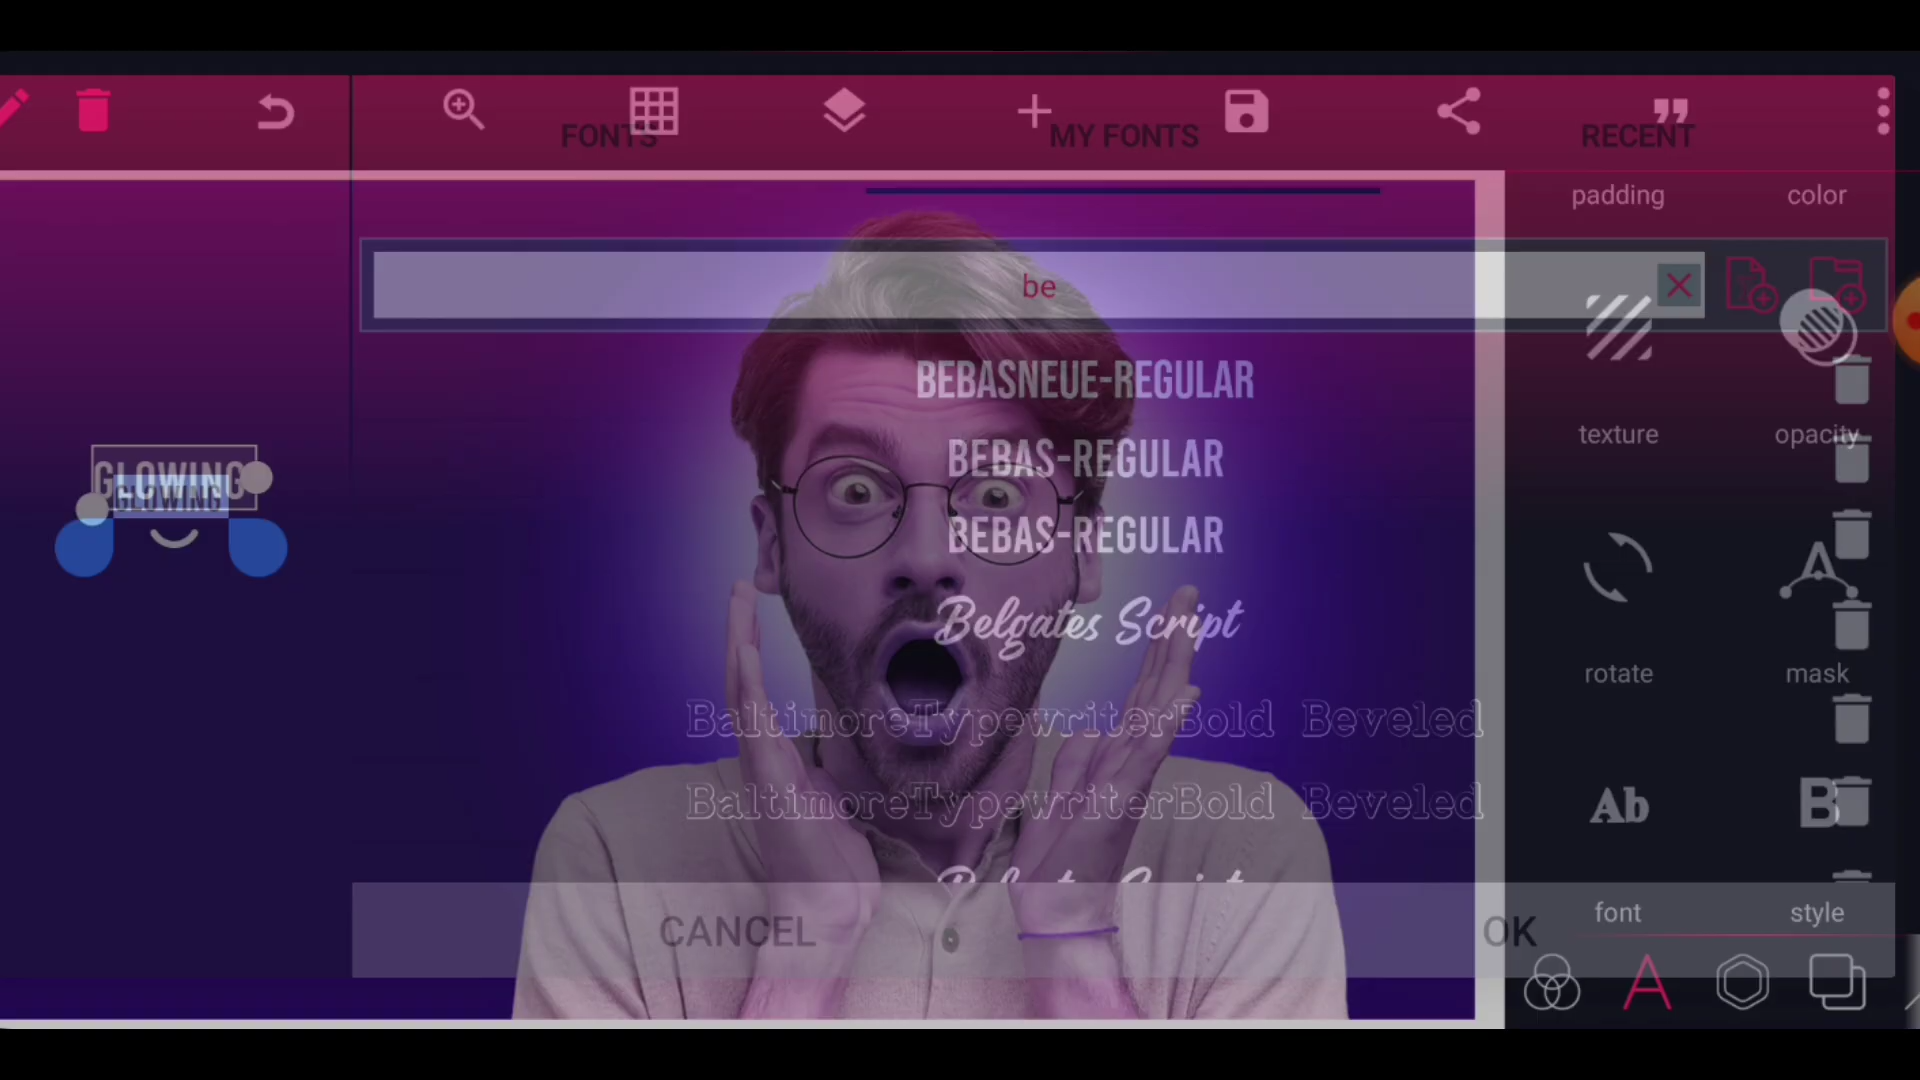 FONTS MY FONTS RECENT
padding color
be
BEBASNEUE-REGULAR
texture opacity
BEBAS-REGULAR
GLOWING
GLOWING
BEBAS-REGULAR
Belgates Script
rotate mask
BaltimoreTypewriterBold Beveled
Ab B
BaltimoreTypewriterBold Beveled
font style
CANCEL OK